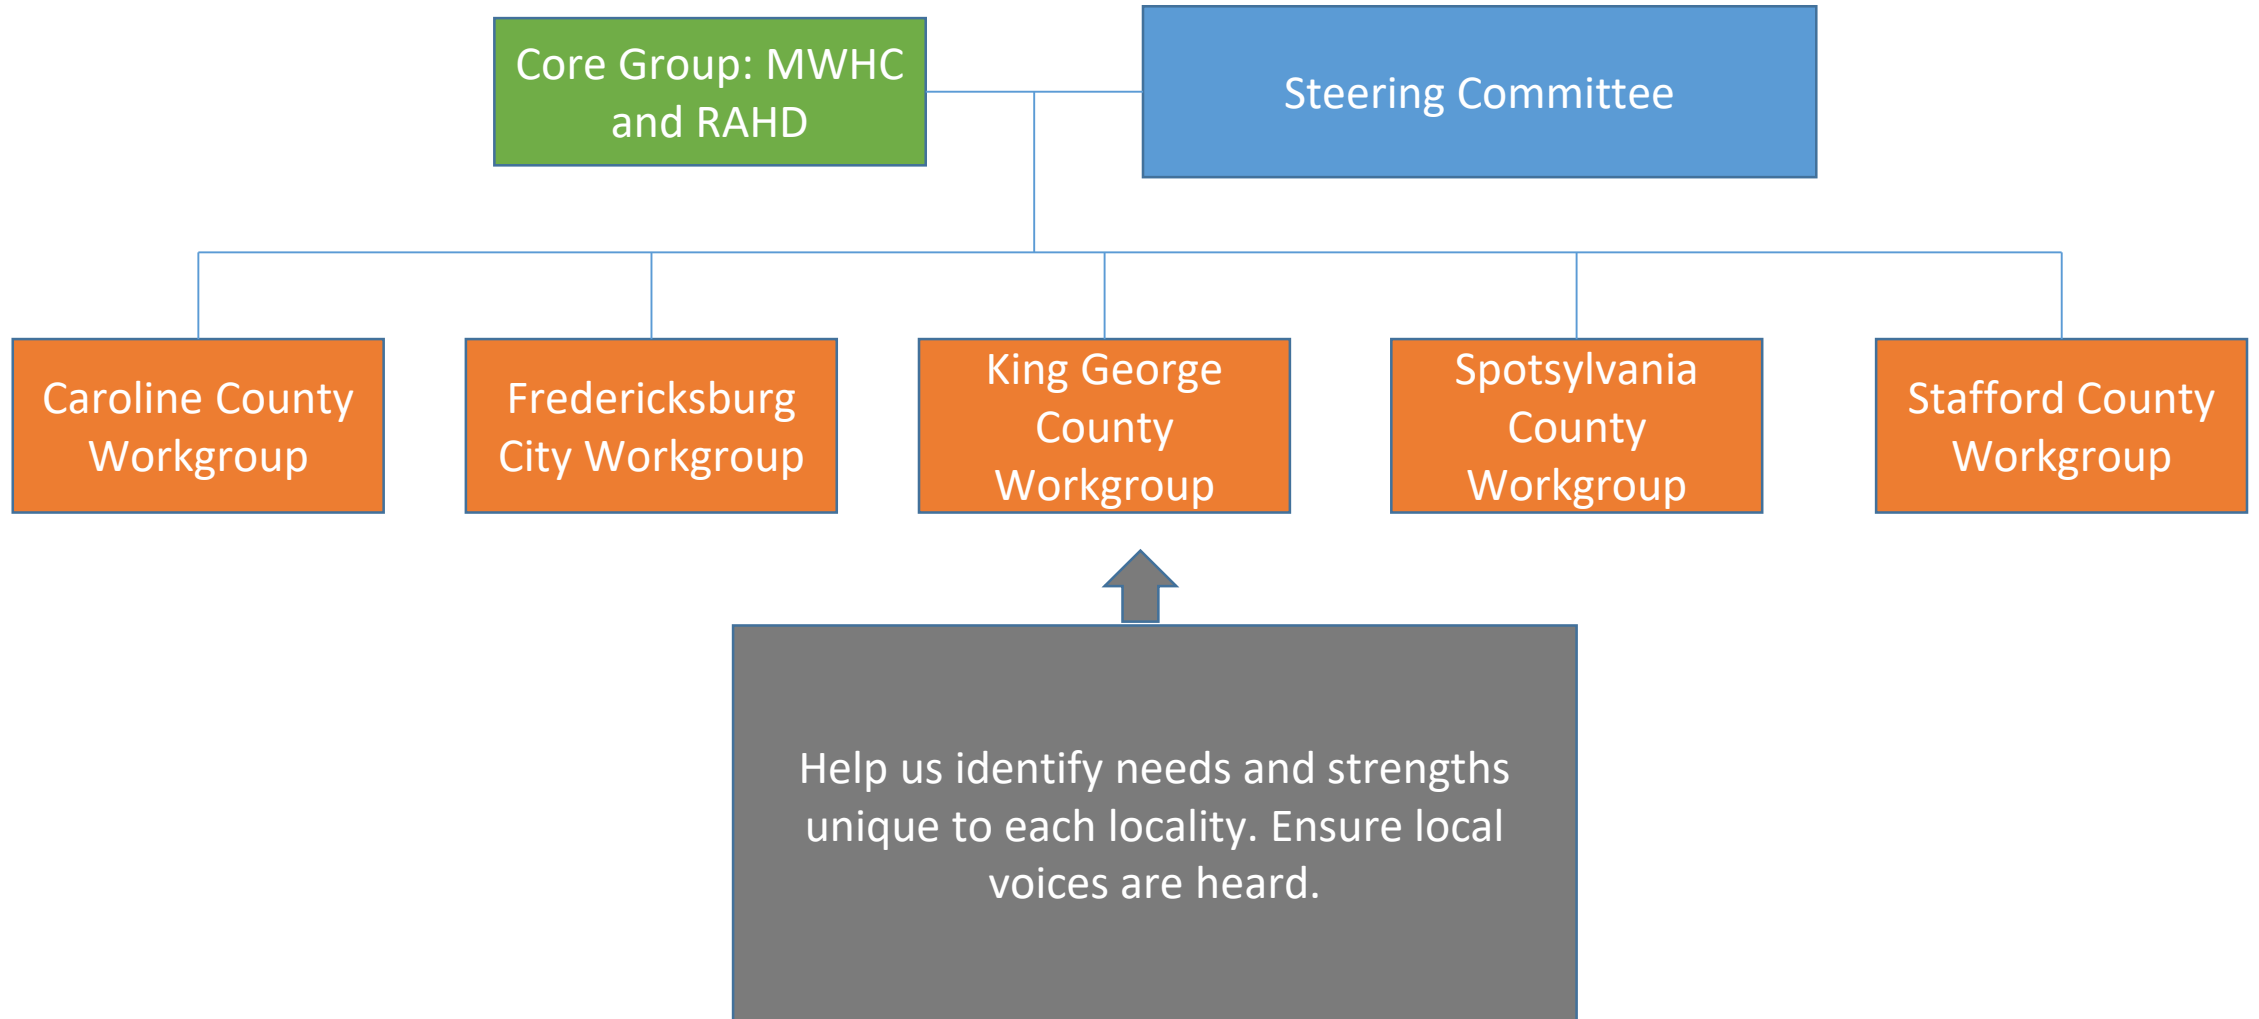 Core Group: MWHC
and RAHD
Steering Committee
Caroline County
Workgroup
Fredericksburg
City Workgroup
King George
County
Workgroup
Spotsylvania
County
Workgroup
Stafford County
Workgroup
Help us identify needs and strengths
unique to each locality. Ensure local
voices are heard.